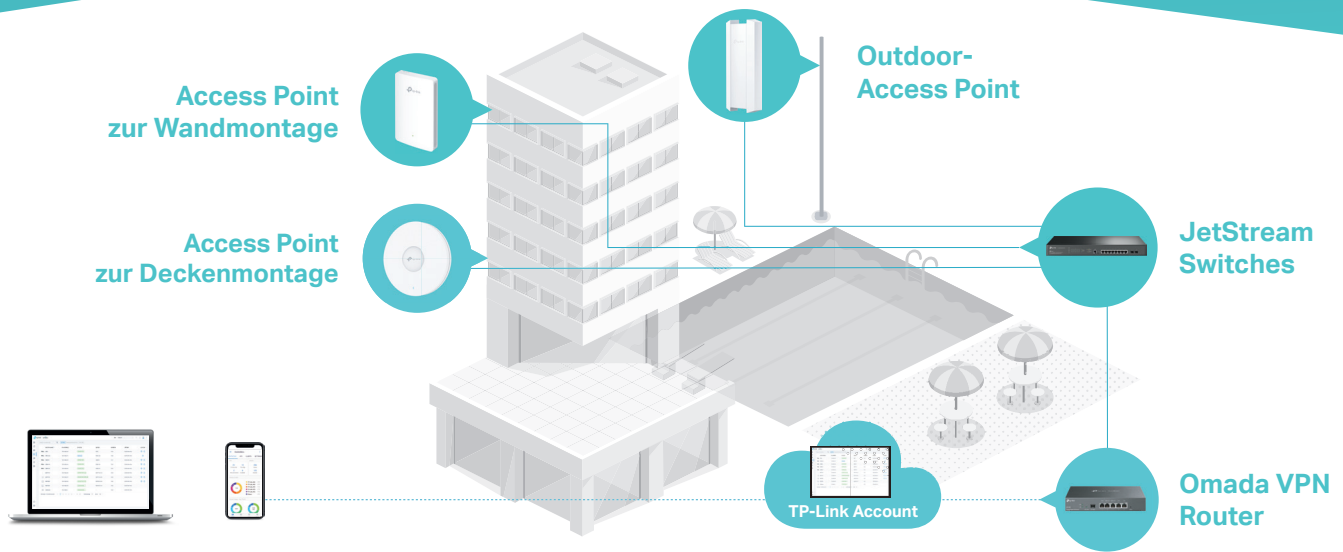 Outdoor-
Access Point
Access Point
zur Wandmontage
Access Point
zur Deckenmontage
JetStream
Switches
TP-Link Account
Omada VPN
Router